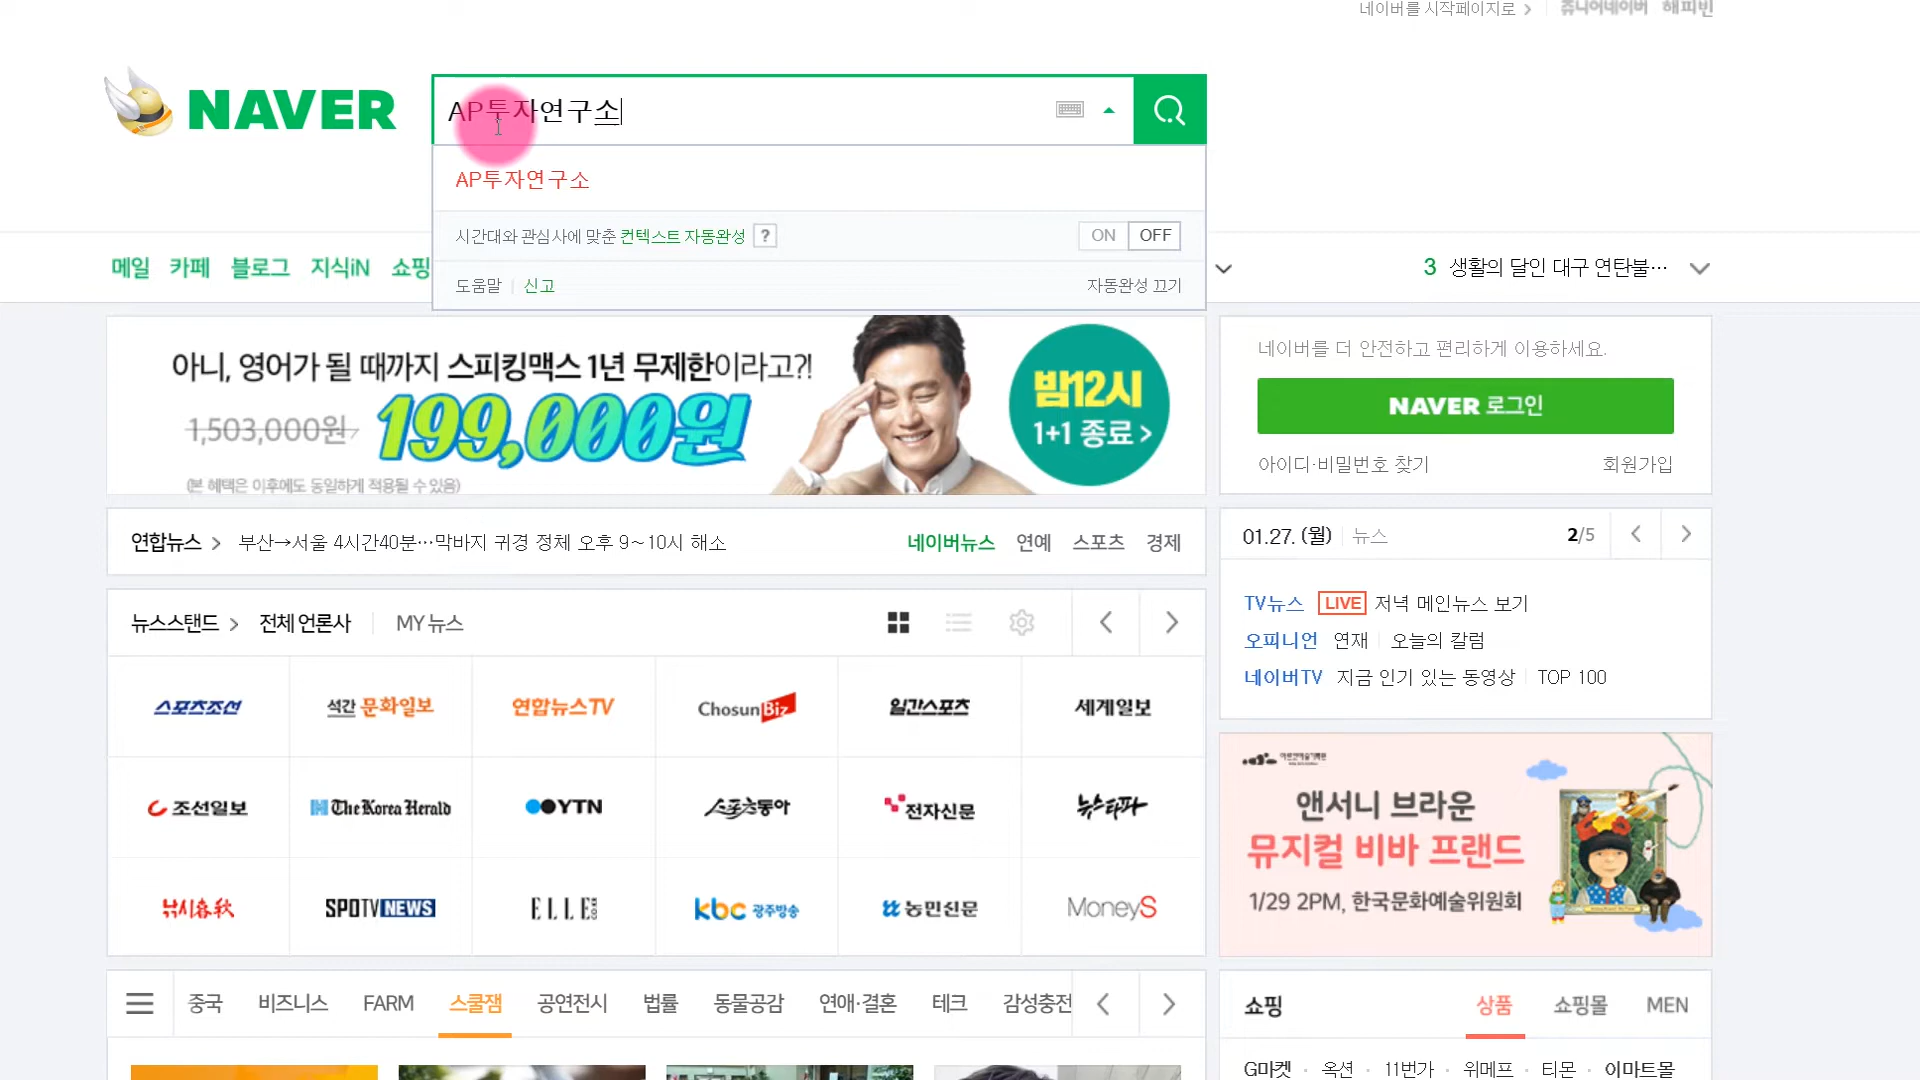 네이버를 시작페이지로 쥬니어네이버 해피빈
NAVER
AP투자연구소
AP투자연구소
시간대와 관심사에 맞춘 컨텍스트 자동완성 ? ON OFF
도움말 신고 자동완성 끄기
메일 카페 블로그 지식iN 쇼핑
3 생활의 달인 대구 연탄불…
아니, 영어가 될 때까지 스피킹맥스 1년 무제한이라고?!
1,503,000원 199,000원
(본 혜택은 이후에도 동일하게 적용될 수 있음)
밤12시
1+1 종료 >
네이버를 더 안전하고 편리하게 이용하세요.
NAVER 로그인
아이디·비밀번호 찾기 회원가입
연합뉴스 > 부산→서울 4시간40분…막바지 귀경 정체 오후 9~10시 해소 네이버뉴스 연예 스포츠 경제
01.27. (월) 뉴스 2/5
TV뉴스 LIVE 저녁 메인뉴스 보기
오피니언 연재 오늘의 칼럼
네이버TV 지금 인기 있는 동영상 TOP 100
뉴스스탠드 > 전체 언론사 MY 뉴스
스포츠조선 석간 문화일보 연합뉴스TV ChosunBiz 일간스포츠 세계일보
조선일보 The Korea Herald YTN 스포츠동아 전자신문 뉴스타파
낚시춘추 SPOTV NEWS ELLE kbc 광주방송 농민신문 MoneyS
앤서니 브라운
뮤지컬 비바 프랜드
1/29 2PM, 한국문화예술위원회
중국 비즈니스 FARM 스쿨잼 공연전시 법률 동물공감 연애·결혼 테크 감성충전
쇼핑 상품 쇼핑몰 MEN
G마켓 · 옥션 · 11번가 · 위메프 · 티몬 · 이마트몰